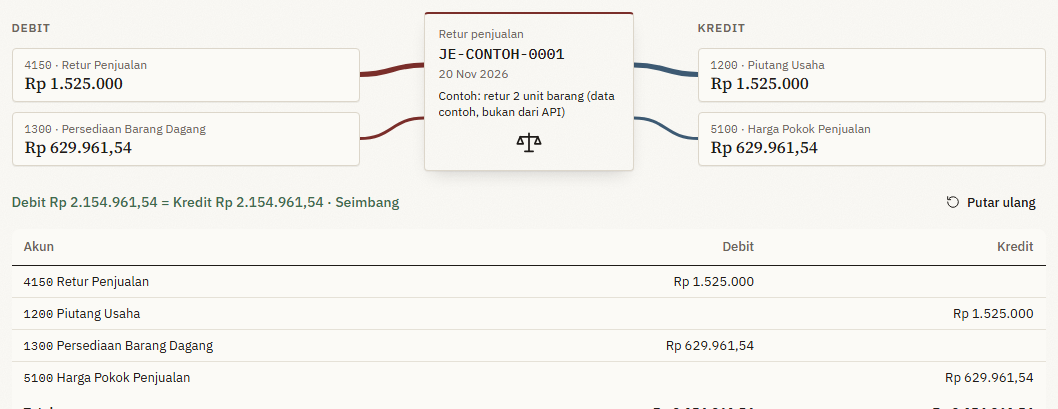 DEBIT
4150 · Retur Penjualan
Rp 1.525.000
1300 · Persediaan Barang Dagang
Rp 629.961,54
Retur penjualan
JE-CONTOH-0001
20 Nov 2026
Contoh: retur 2 unit barang (data
contoh, bukan dari API)
KREDIT
1200 · Piutang Usaha
Rp 1.525.000
5100 · Harga Pokok Penjualan
Rp 629.961,54
Debit Rp 2.154.961,54 = Kredit Rp 2.154.961,54 · Seimbang
Putar ulang
Akun Debit Kredit
4150 Retur Penjualan Rp 1.525.000
1200 Piutang Usaha Rp 1.525.000
1300 Persediaan Barang Dagang Rp 629.961,54
5100 Harga Pokok Penjualan Rp 629.961,54